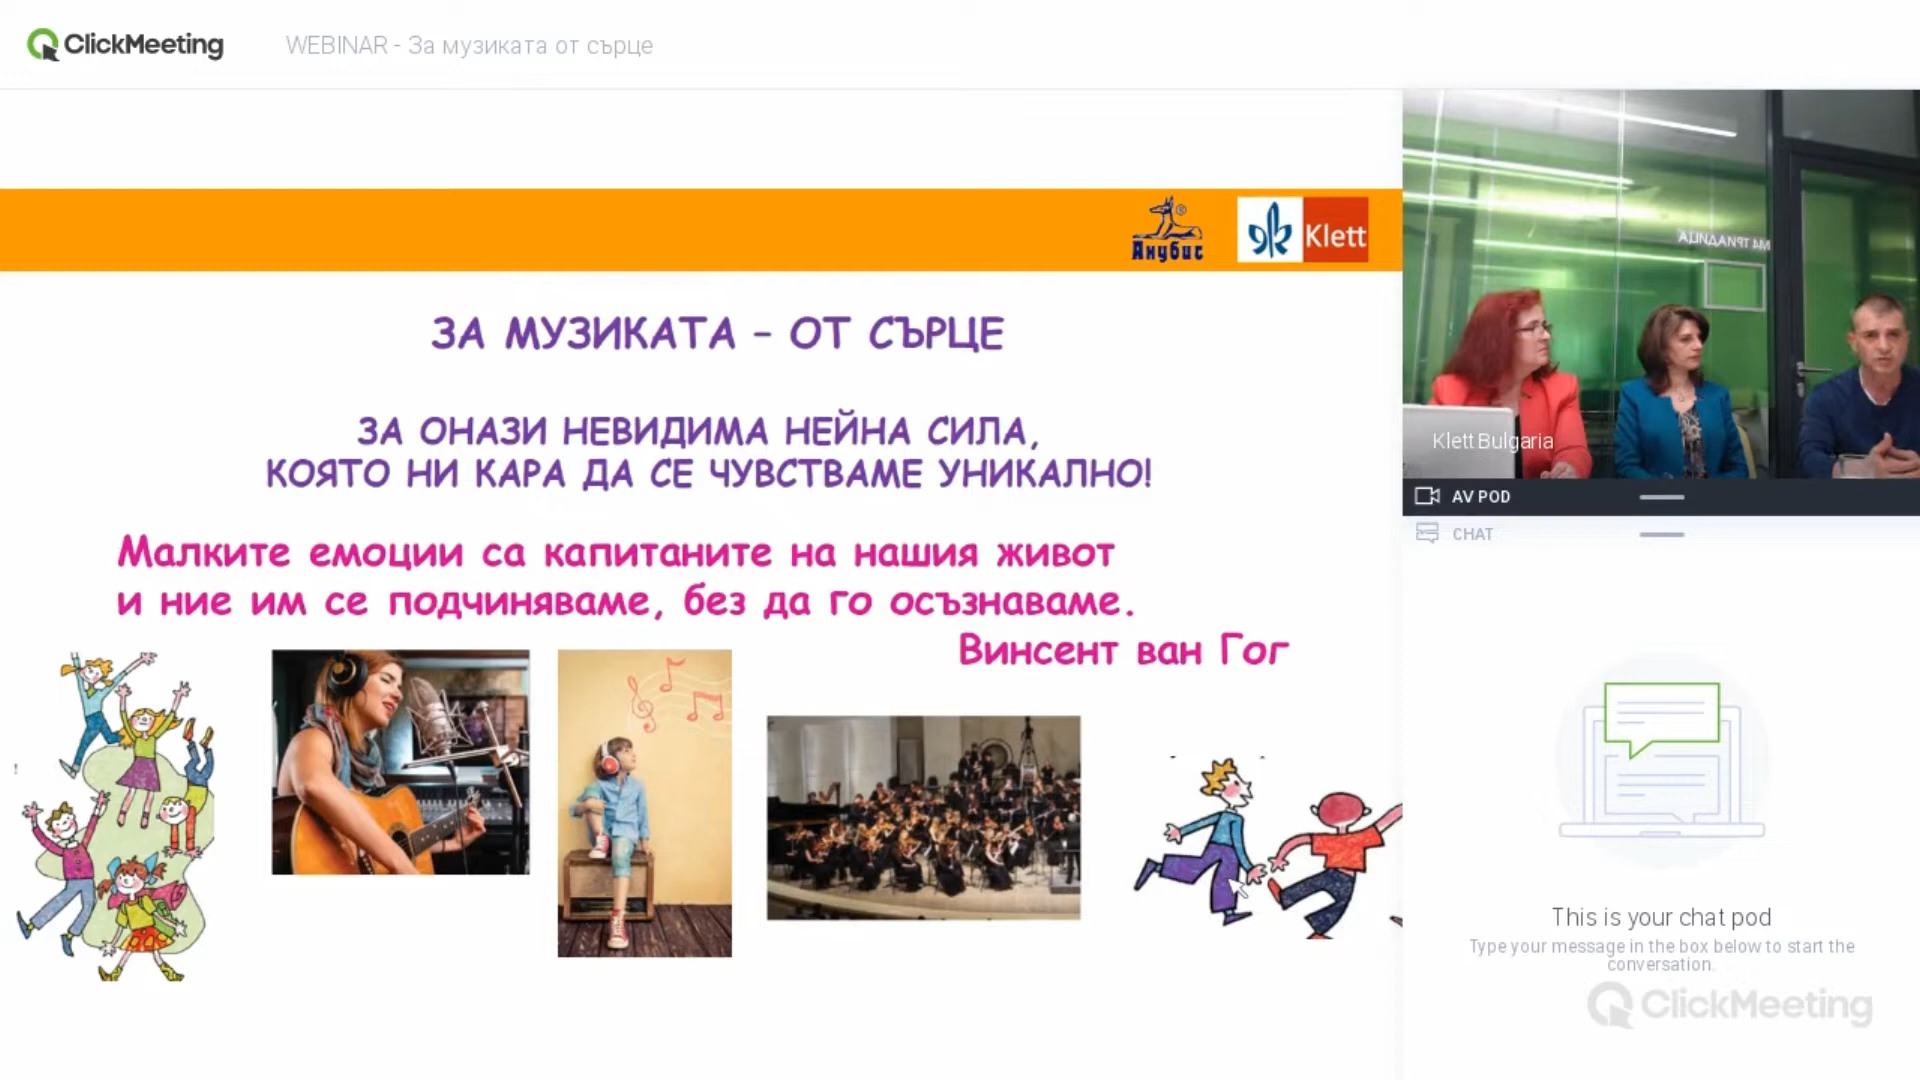 ClickMeeting
WEBINAR - За музиката от сърце
Анубис
Klett
ЗА МУЗИКАТА – ОТ СЪРЦЕ
ЗА ОНАЗИ НЕВИДИМА НЕЙНА СИЛА,
КОЯТО НИ КАРА ДА СЕ ЧУВСТВАМЕ УНИКАЛНО!
Малките емоции са капитаните на нашия живот
и ние им се подчиняваме, без да го осъзнаваме.
Винсент ван Гог
!
М4 ТРИАДИЦА
Klett Bulgaria
AV POD
CHAT
This is your chat pod
Type your message in the box below to start the
conversation.
ClickMeeting